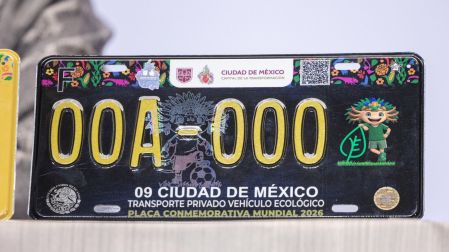 CIUDAD DE MÉXICO
CAPITAL DE LA TRANSFORMACIÓN
00A 000
09 CIUDAD DE MÉXICO
TRANSPORTE PRIVADO VEHÍCULO ECOLÓGICO
PLACA CONMEMORATIVA MUNDIAL 2026